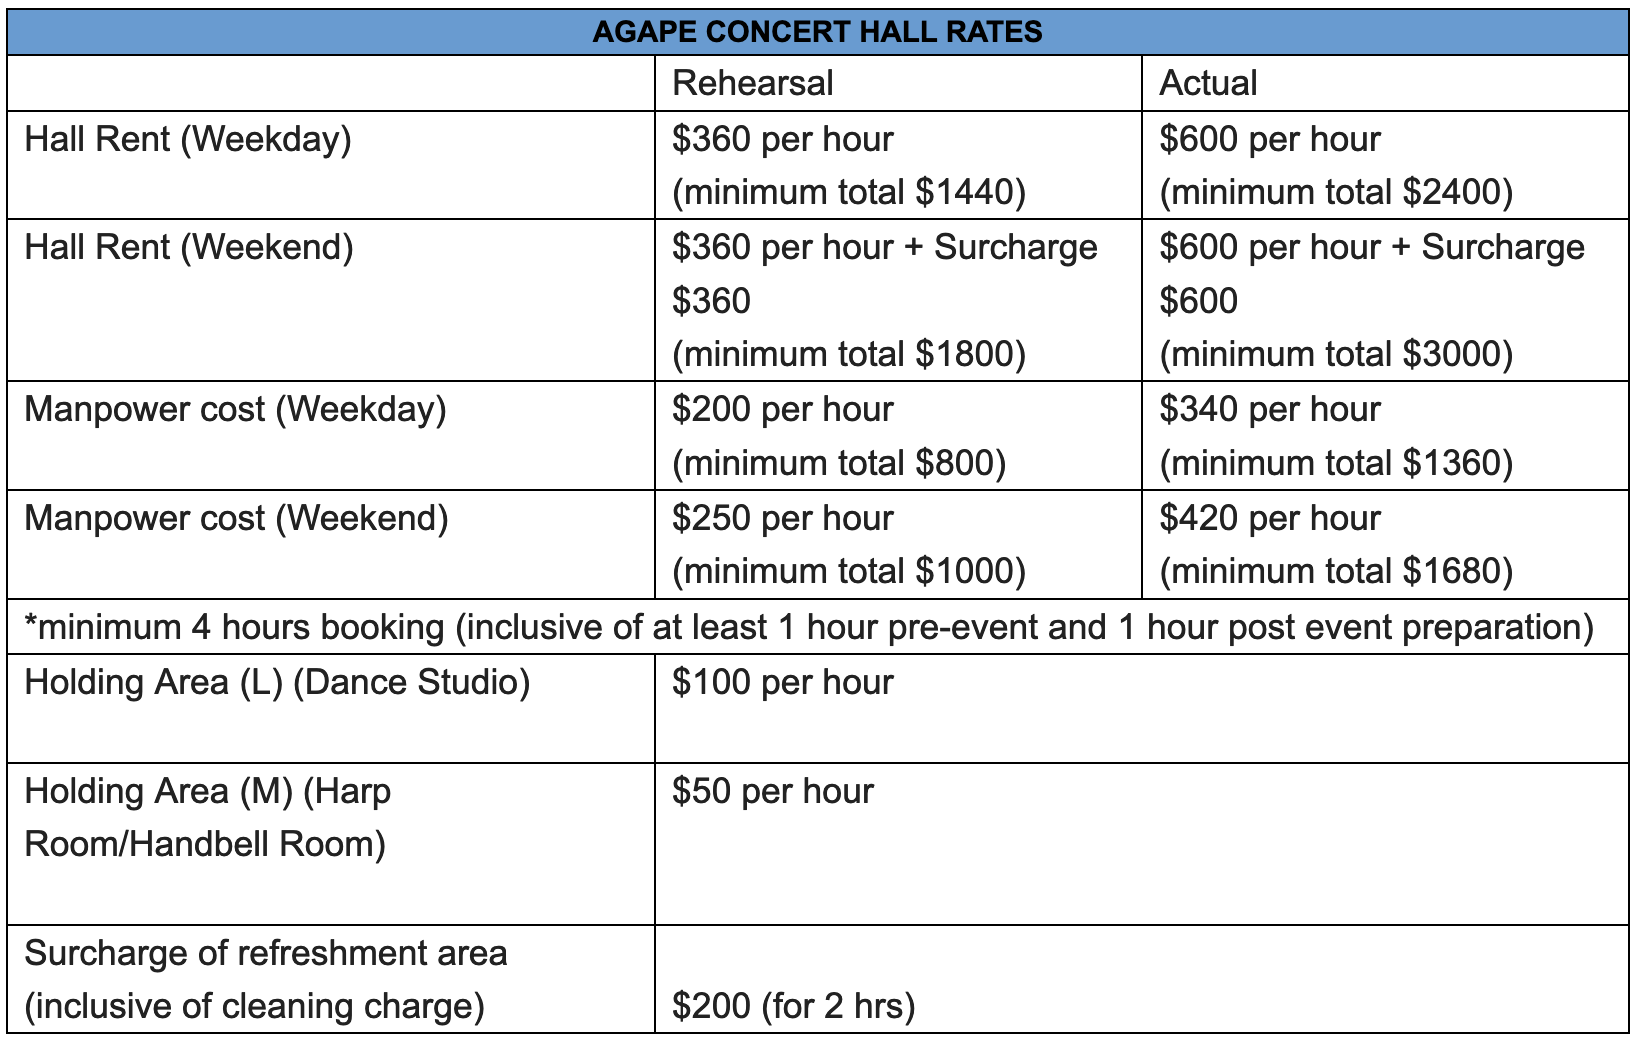 AGAPE CONCERT HALL RATES
Rehearsal
Actual
Hall Rent (Weekday)
$360 per hour
(minimum total $1440)
$600 per hour
(minimum total $2400)
Hall Rent (Weekend)
$360 per hour + Surcharge
$360
(minimum total $1800)
$600 per hour + Surcharge
$600
(minimum total $3000)
Manpower cost (Weekday)
$200 per hour
(minimum total $800)
$340 per hour
(minimum total $1360)
Manpower cost (Weekend)
$250 per hour
(minimum total $1000)
$420 per hour
(minimum total $1680)
*minimum 4 hours booking (inclusive of at least 1 hour pre-event and 1 hour post event preparation)
Holding Area (L) (Dance Studio)
$100 per hour
Holding Area (M) (Harp
Room/Handbell Room)
$50 per hour
Surcharge of refreshment area
(inclusive of cleaning charge)
$200 (for 2 hrs)